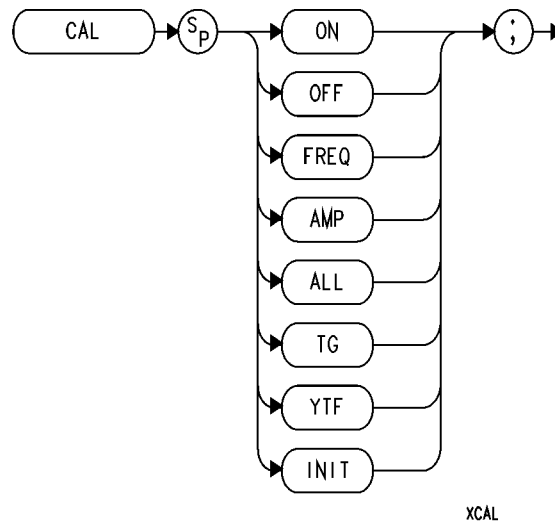 CAL SP ON ;
OFF
FREQ
AMP
ALL
TG
YTF
INIT
XCAL